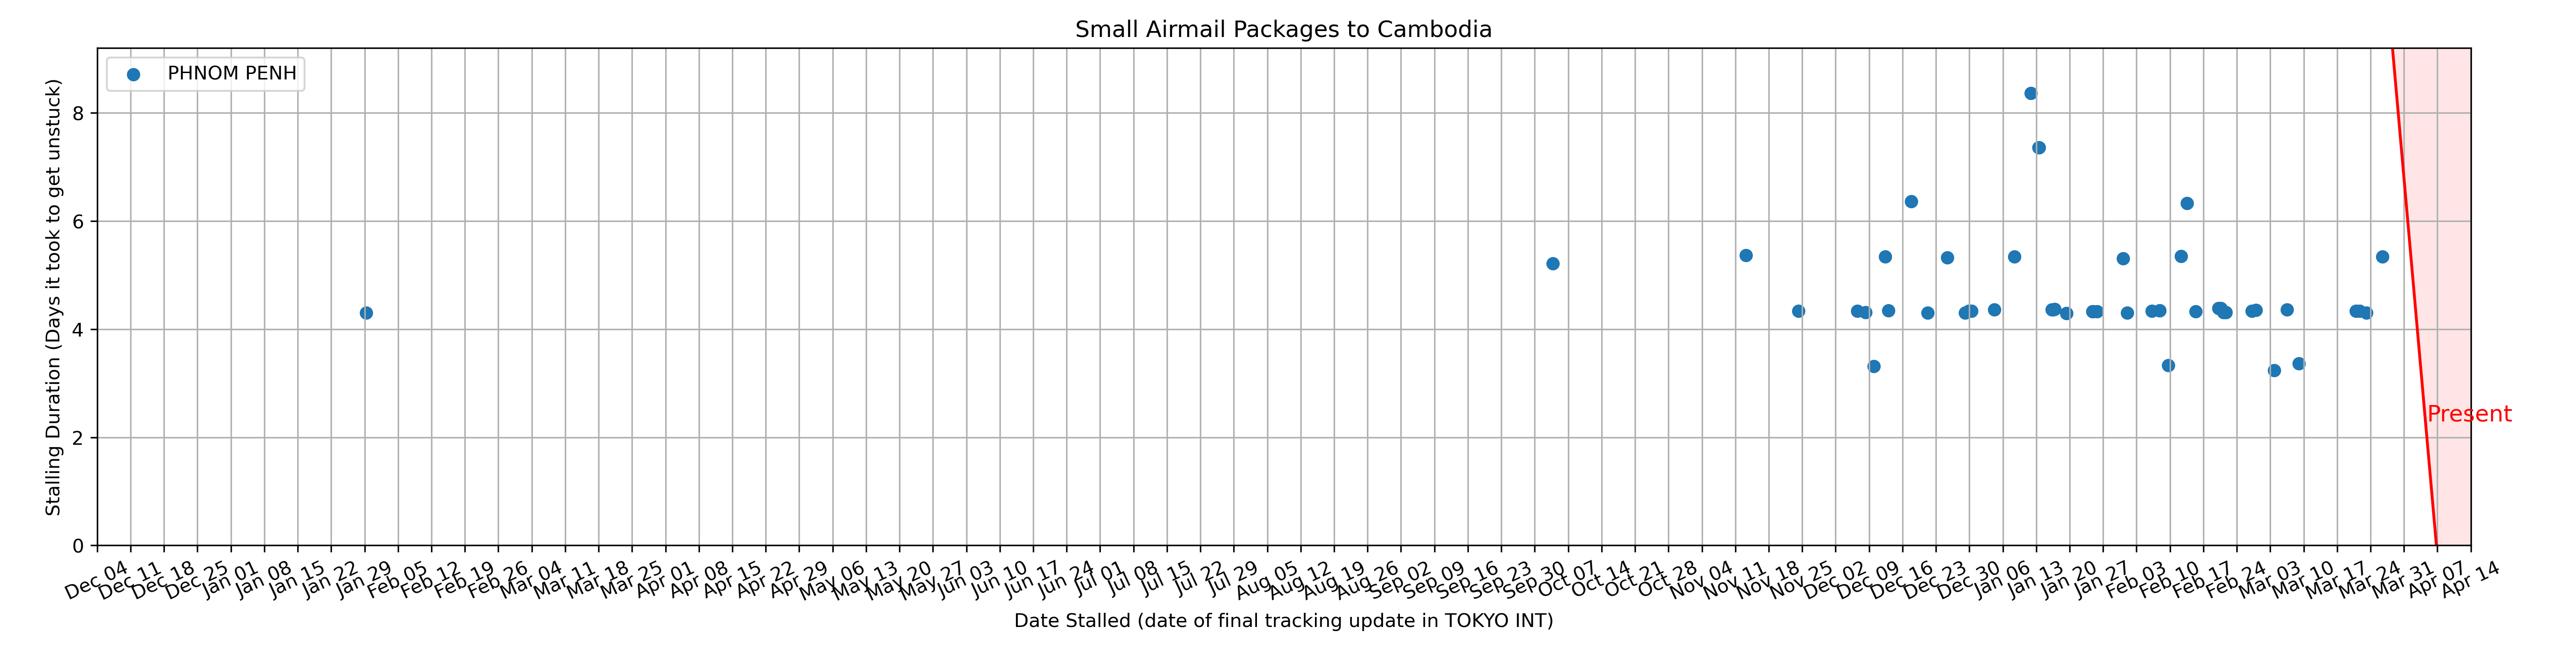 Small Airmail Packages to Cambodia
PHNOM PENH
Stalling Duration (Days it took to get unstuck)
8
6
4
2
0
Present
Dec 04
Dec 11
Dec 18
Dec 25
Jan 01
Jan 08
Jan 15
Jan 22
Jan 29
Feb 05
Feb 12
Feb 19
Feb 26
Mar 04
Mar 11
Mar 18
Mar 25
Apr 01
Apr 08
Apr 15
Apr 22
Apr 29
May 06
May 13
May 20
May 27
Jun 03
Jun 10
Jun 17
Jun 24
Jul 01
Jul 08
Jul 15
Jul 22
Jul 29
Aug 05
Aug 12
Aug 19
Aug 26
Sep 02
Sep 09
Sep 16
Sep 23
Sep 30
Oct 07
Oct 14
Oct 21
Oct 28
Nov 04
Nov 11
Nov 18
Nov 25
Dec 02
Dec 09
Dec 16
Dec 23
Dec 30
Jan 06
Jan 13
Jan 20
Jan 27
Feb 03
Feb 10
Feb 17
Feb 24
Mar 03
Mar 10
Mar 17
Mar 24
Mar 31
Apr 07
Apr 14
Date Stalled (date of final tracking update in TOKYO INT)